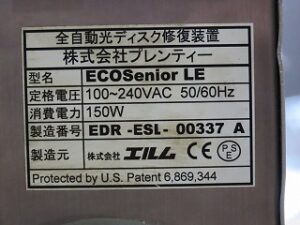 全自動光ディスク修復装置
株式会社プレンティー
型名 ECOSenior LE
定格電圧 100~240VAC 50/60Hz
消費電力 150W
製造番号 EDR -ESL- 00337 A
製造元 株式会社 エルム CE PSE
Protected by U.S. Patent 6,869,344